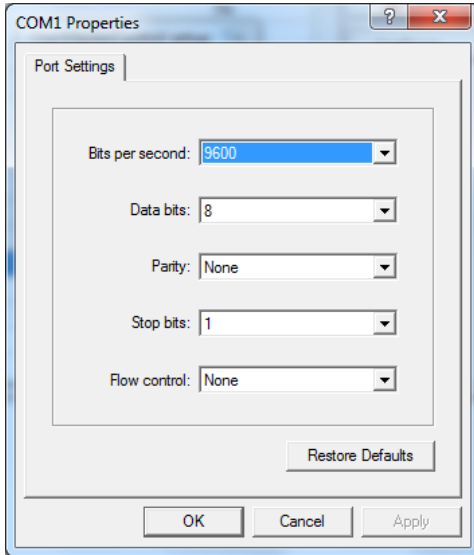 COM1 Properties
Port Settings
Bits per second: 9600
Data bits: 8
Parity: None
Stop bits: 1
Flow control: None
Restore Defaults
OK Cancel Apply